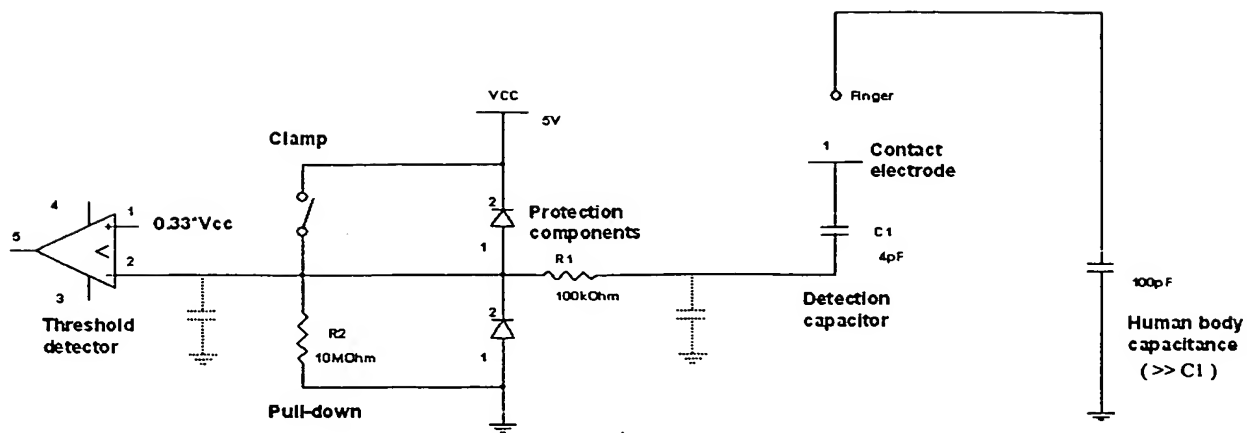 VCC
5V
Finger
Clamp
1
Contact
electrode
4
1
0.33*Vcc
5
2
Protection
components
<
+
-
2
1
R1
C1
4pF
100kOhm
3
2
100pF
Threshold
detector
R2
10MOhm
1
Detection
capacitor
Human body
capacitance
( >> C1 )
Pull-down